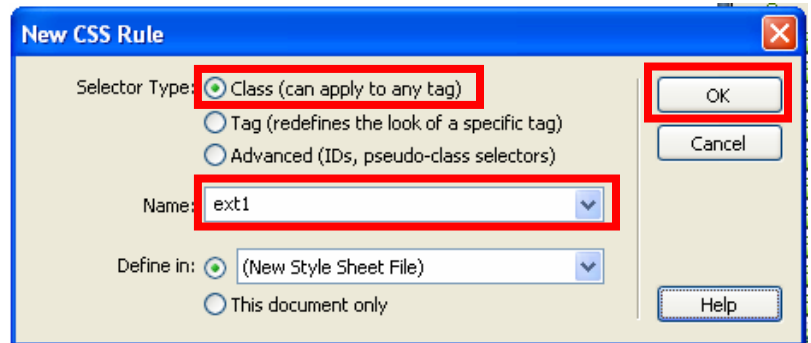 New CSS Rule
Selector Type: Class (can apply to any tag)
Tag (redefines the look of a specific tag)
Advanced (IDs, pseudo-class selectors)
Name: ext1
Define in: (New Style Sheet File)
This document only
OK
Cancel
Help